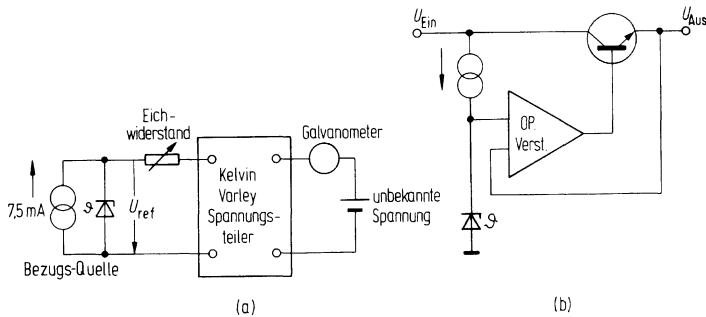 Eich-
widerstand
Galvanometer
7,5 mA
ϑ
U_ref
Kelvin
Varley
Spannungs-
teiler
unbekannte
Spannung
Bezugs-Quelle
(a)
U_Ein
U_Aus
OP.
Verst.
ϑ
(b)